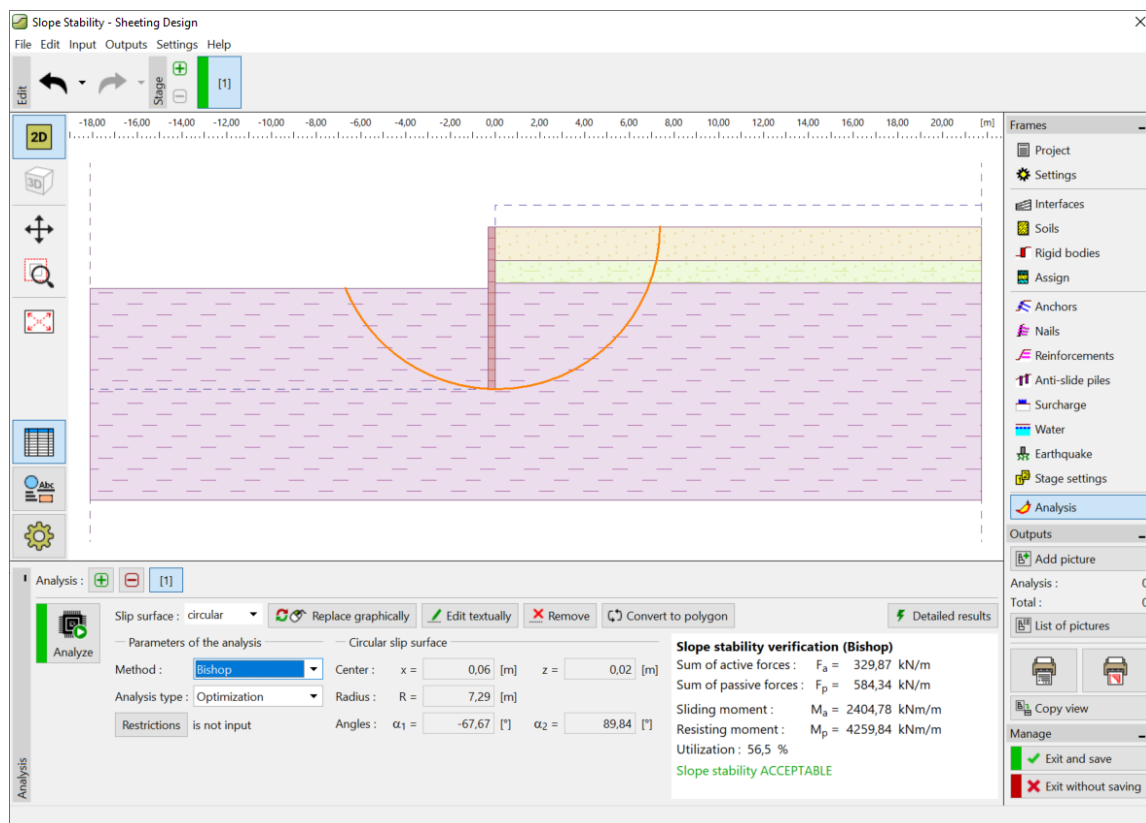 Slope Stability - Sheeting Design
File Edit Input Outputs Settings Help
Edit
Stage
[1]
2D
3D
-18,00 -16,00 -14,00 -12,00 -10,00 -8,00 -6,00 -4,00 -2,00 0,00 2,00 4,00 6,00 8,00 10,00 12,00 14,00 16,00 18,00 20,00 [m]
Abc
Frames
Project
Settings
Interfaces
Soils
Rigid bodies
Assign
Anchors
Nails
Reinforcements
Anti-slide piles
Surcharge
Water
Earthquake
Stage settings
Analysis
Outputs
Add picture
Analysis : 0
Total : 0
List of pictures
Copy view
Manage
Exit and save
Exit without saving
Analysis
Analysis : [1]
Analyze
Slip surface : circular Replace graphically Edit textually Remove Convert to polygon Detailed results
Parameters of the analysis
Method : Bishop
Analysis type : Optimization
Restrictions is not input
Circular slip surface
Center : x = 0,06 [m] z = 0,02 [m]
Radius : R = 7,29 [m]
Angles : α1 = -67,67 [°] α2 = 89,84 [°]
Slope stability verification (Bishop)
Sum of active forces : Fa = 329,87 kN/m
Sum of passive forces : Fp = 584,34 kN/m
Sliding moment : Ma = 2404,78 kNm/m
Resisting moment : Mp = 4259,84 kNm/m
Utilization : 56,5 %
Slope stability ACCEPTABLE